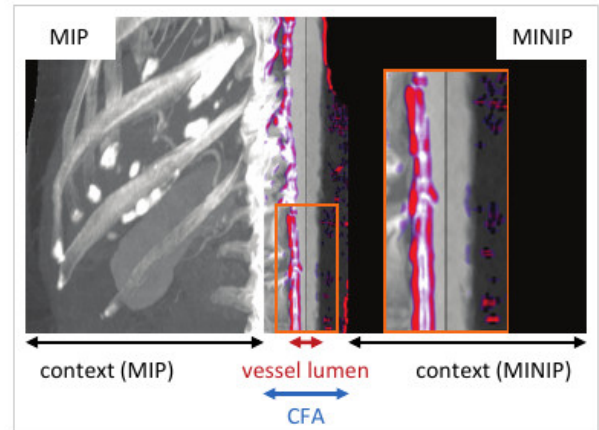 MIP
MINIP
context (MIP)
vessel lumen
context (MINIP)
CFA